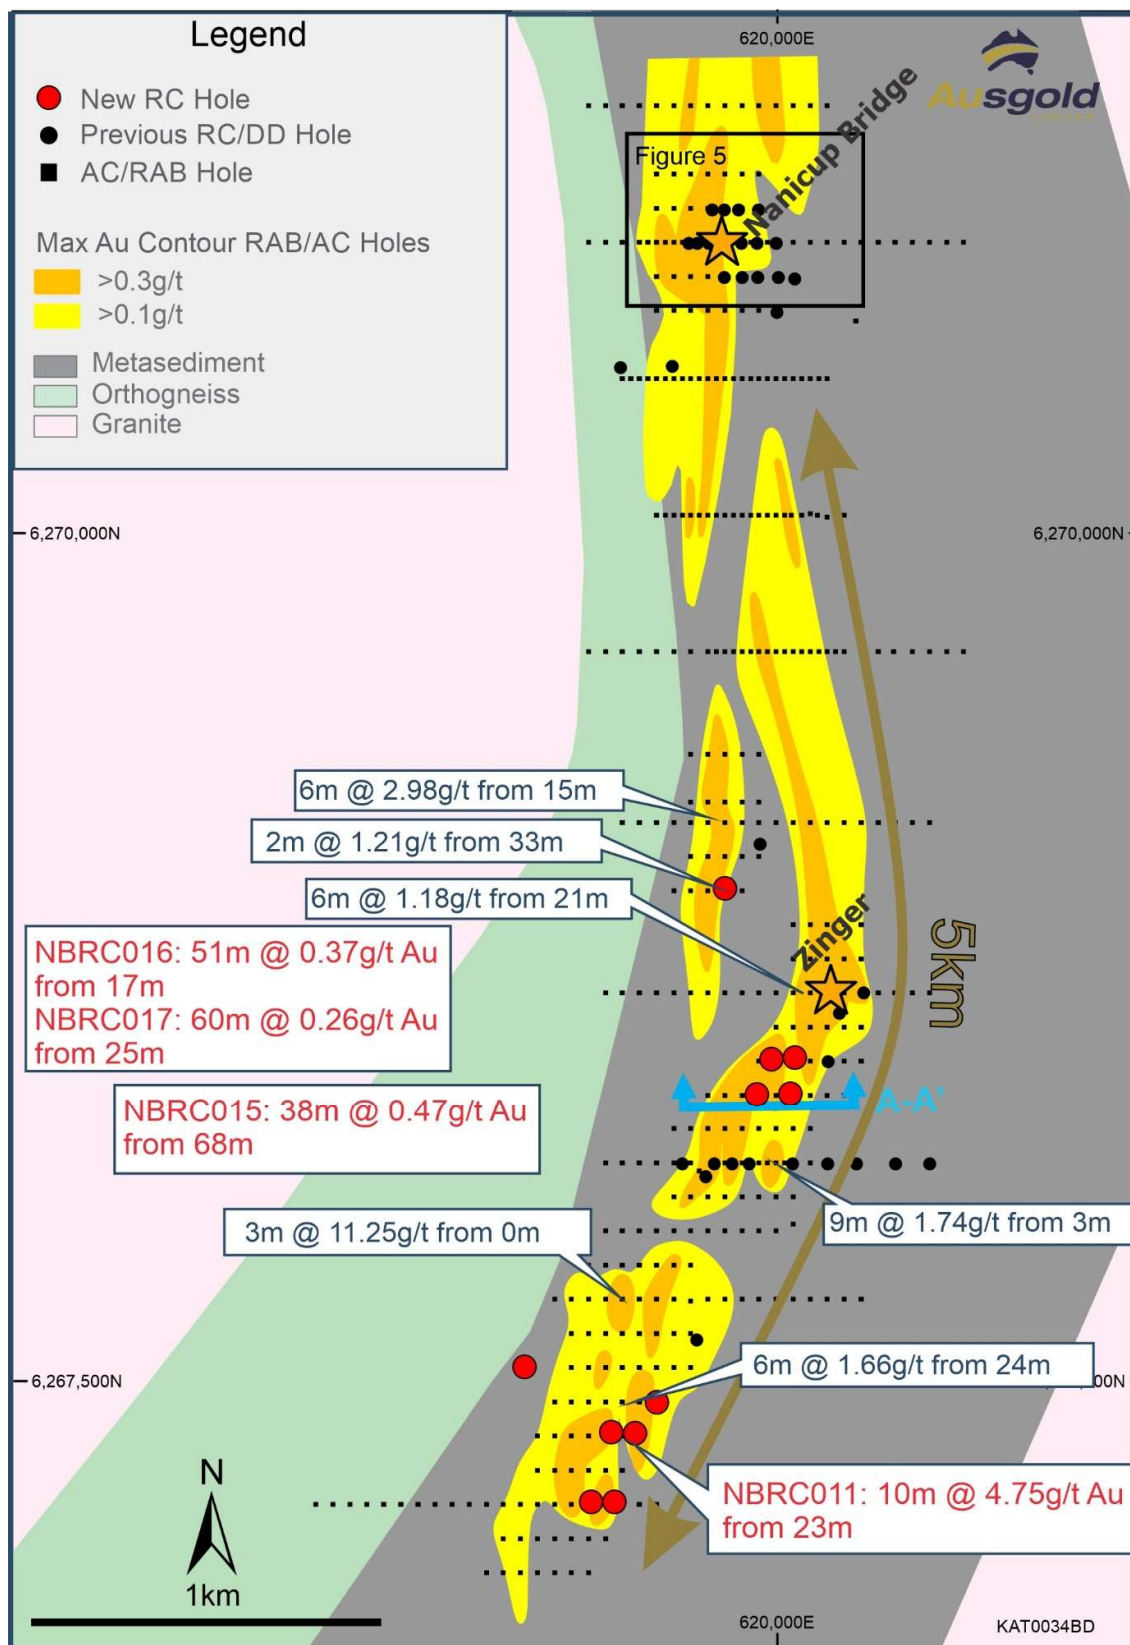 Legend
New RC Hole
Previous RC/DD Hole
AC/RAB Hole
Max Au Contour RAB/AC Holes
>0.3g/t
>0.1g/t
Metasediment
Orthogneiss
Granite
620,000E
Ausgold
Figure 5
Nanicup Bridge
6,270,000N
6,270,000N
6m @ 2.98g/t from 15m
2m @ 1.21g/t from 33m
6m @ 1.18g/t from 21m
Zinger
5km
NBRC016: 51m @ 0.37g/t Au
from 17m
NBRC017: 60m @ 0.26g/t Au
from 25m
A-A'
NBRC015: 38m @ 0.47g/t Au
from 68m
3m @ 11.25g/t from 0m
9m @ 1.74g/t from 3m
6m @ 1.66g/t from 24m
6,267,500N
NBRC011: 10m @ 4.75g/t Au
from 23m
N
1km
620,000E
KAT0034BD